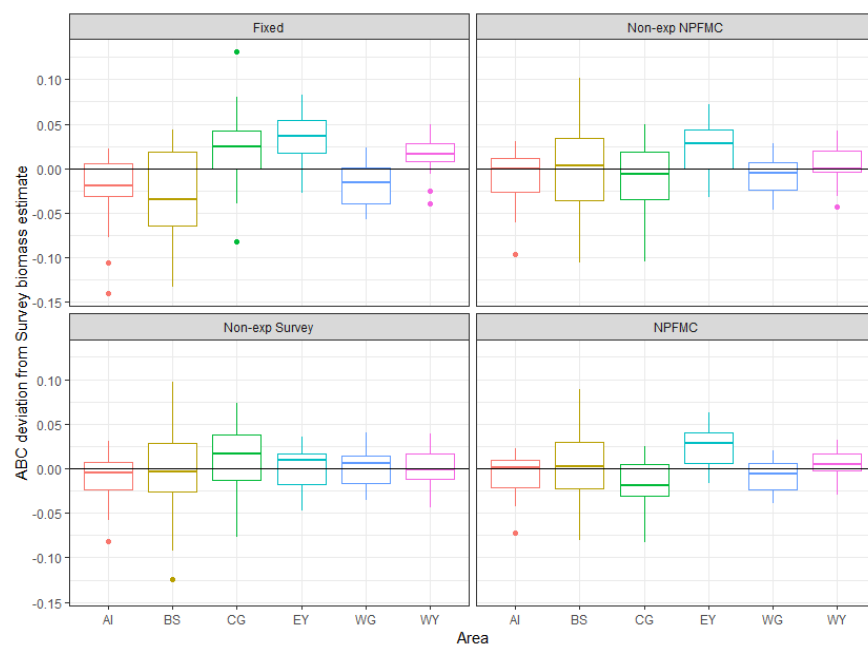 Fixed
Non-exp NPFMC
0.10
0.05
0.00
-0.05
-0.10
-0.15
Non-exp Survey
NPFMC
0.10
0.05
0.00
-0.05
-0.10
-0.15
AI BS CG EY WG WY
AI BS CG EY WG WY
Area
ABC deviation from Survey biomass estimate